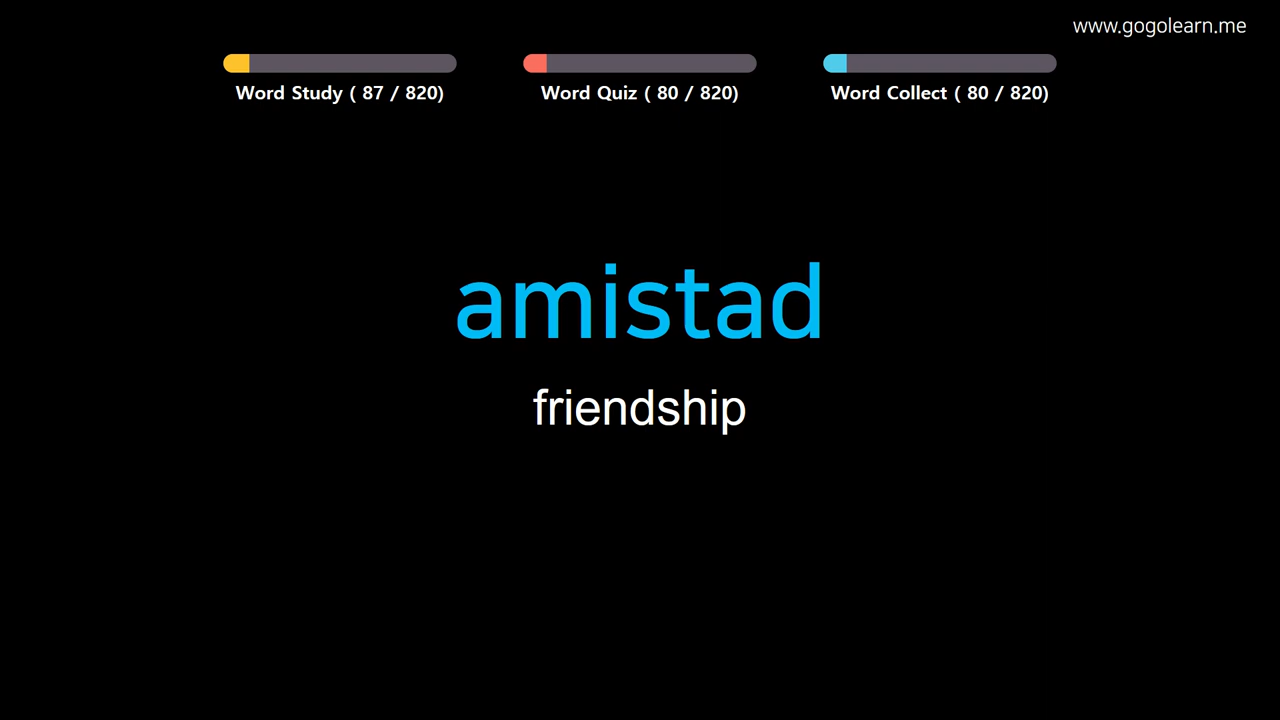 www.gogolearn.me
Word Study ( 87 / 820)
Word Quiz ( 80 / 820)
Word Collect ( 80 / 820)
amistad
friendship